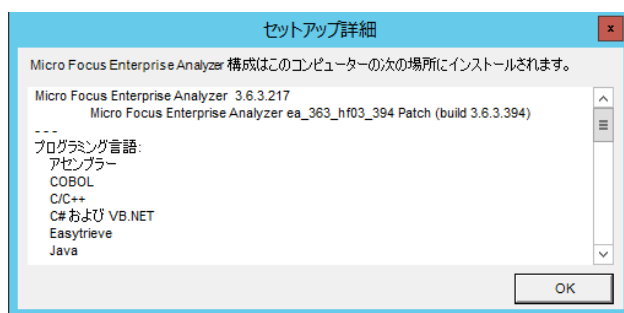 セットアップ詳細
x
Micro Focus Enterprise Analyzer 構成はこのコンピューターの次の場所にインストールされます。
Micro Focus Enterprise Analyzer 3.6.3.217
Micro Focus Enterprise Analyzer ea_363_hf03_394 Patch (build 3.6.3.394)
---
プログラミング言語:
アセンブラー
COBOL
C/C++
C# および VB.NET
Easytrieve
Java
OK